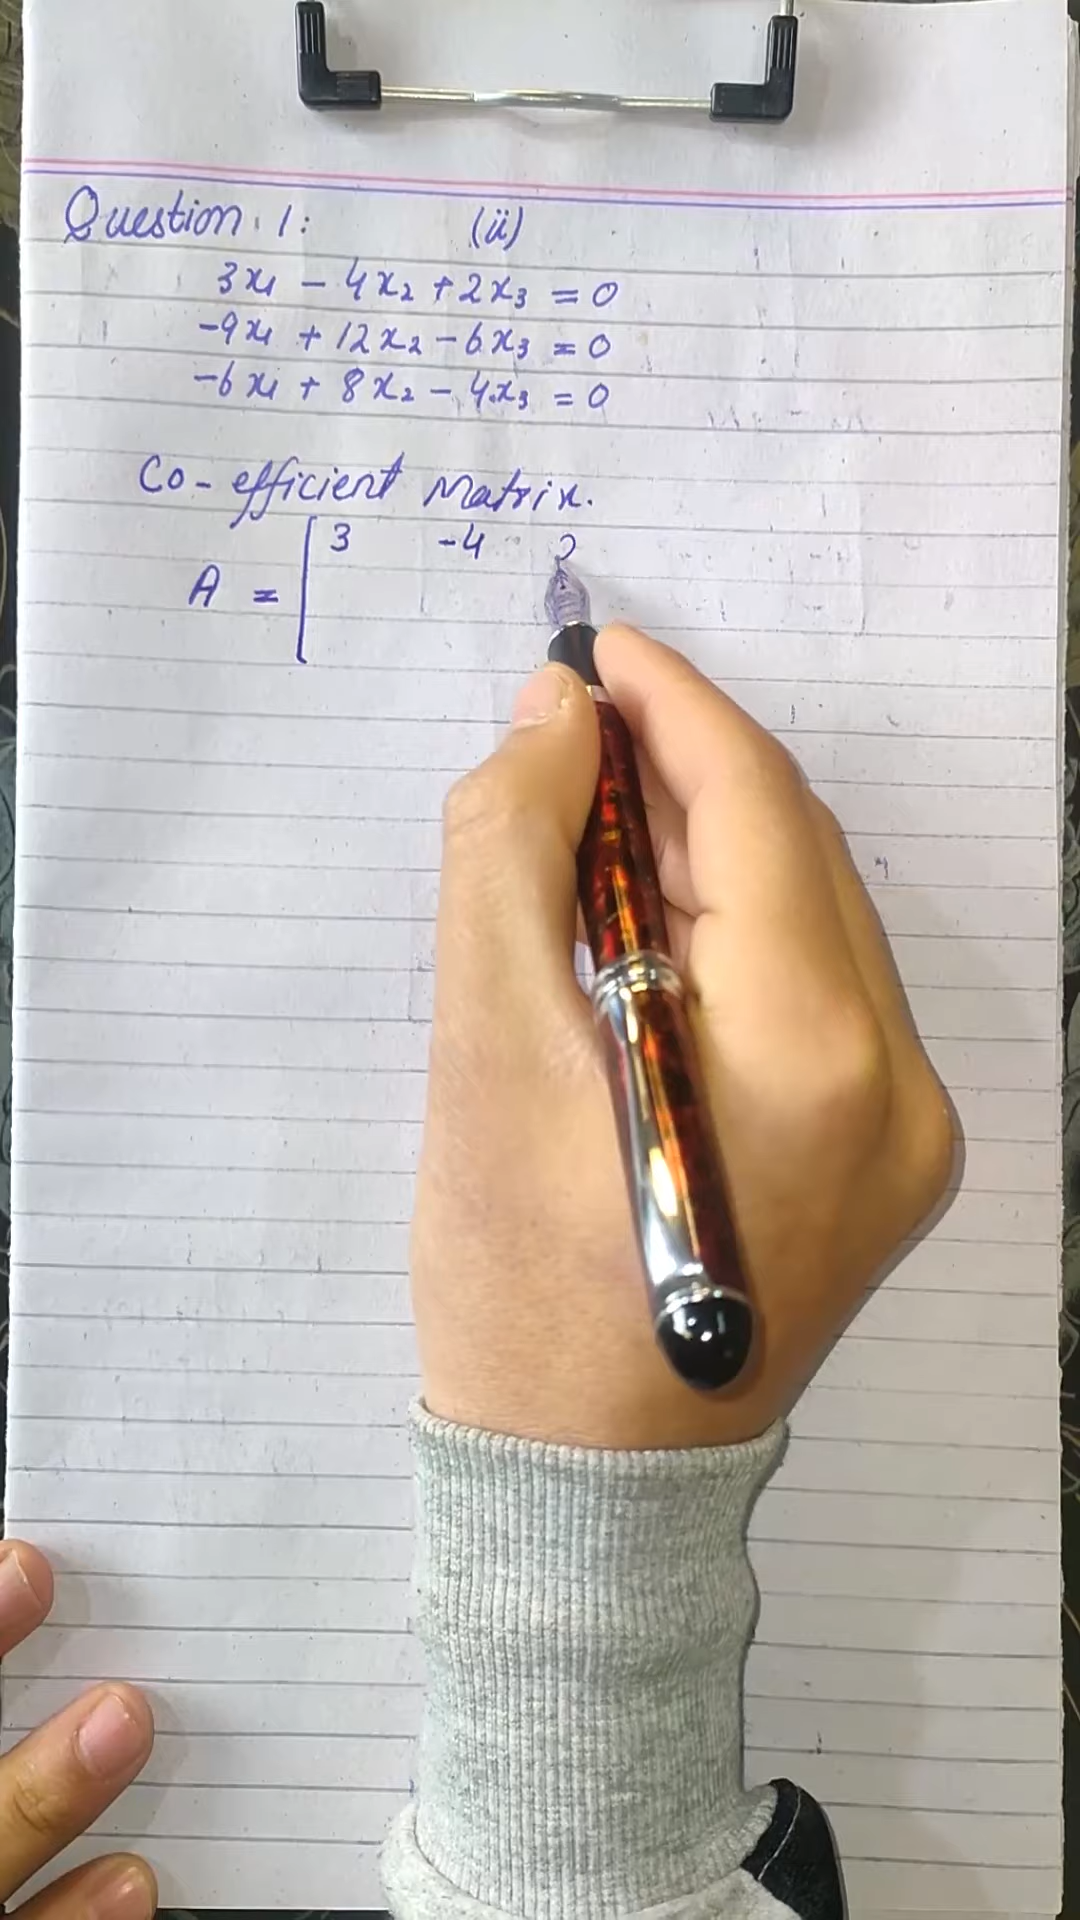 Question. 1: (ii)
3x₁ - 4x₂ + 2x₃ = 0
-9x₁ + 12x₂ - 6x₃ = 0
-6x₁ + 8x₂ - 4x₃ = 0
Co-efficient Matrix.
3 -4
A = [